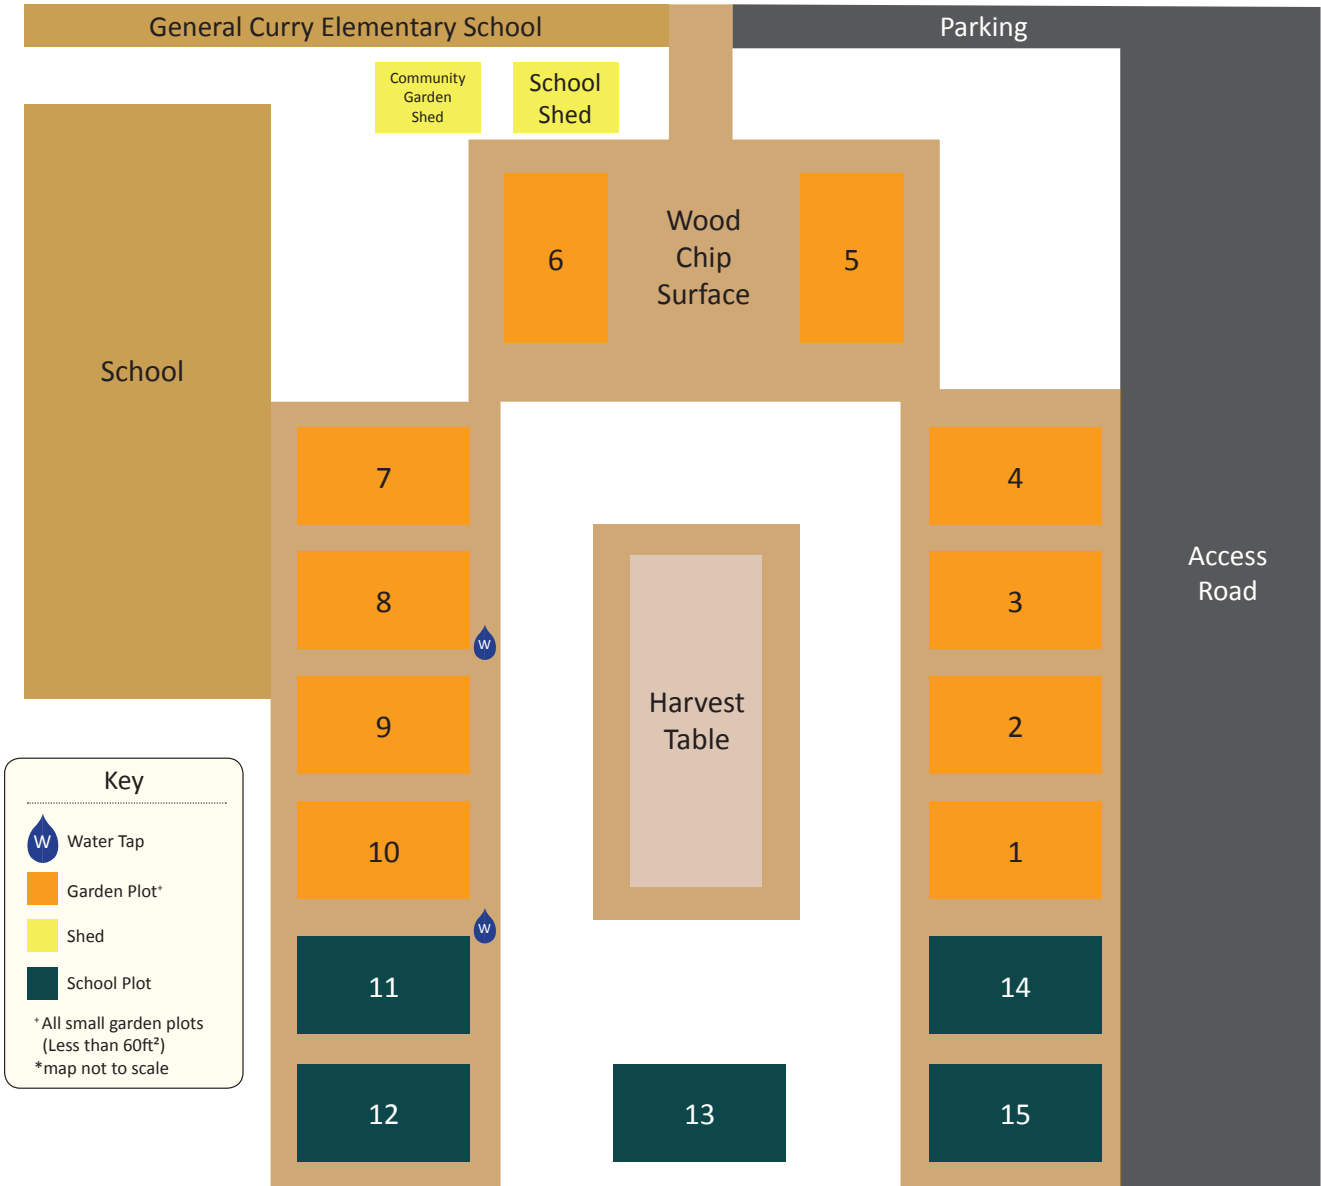 General Curry Elementary School
Parking
Community
Garden
Shed
School
Shed
6
Wood
Chip
Surface
5
School
7
4
8
3
Access
Road
W
9
Harvest
Table
2
Key
W Water Tap
Garden Plot⁺
Shed
School Plot
⁺All small garden plots
(Less than 60ft²)
*map not to scale
10
1
W
11
14
12
13
15